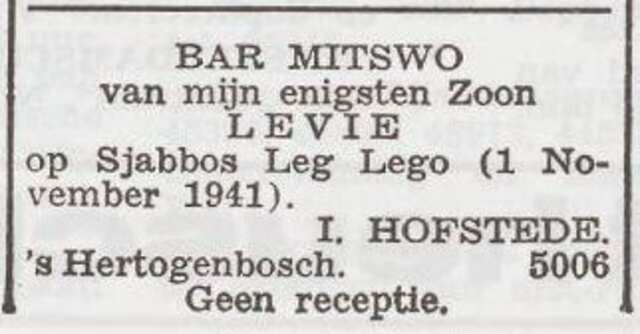 BAR MITSWO
van mijn enigsten Zoon
LEVIE
op Sjabbos Leg Lego (1 No-
vember 1941).
I. HOFSTEDE.
's Hertogenbosch. 5006
Geen receptie.